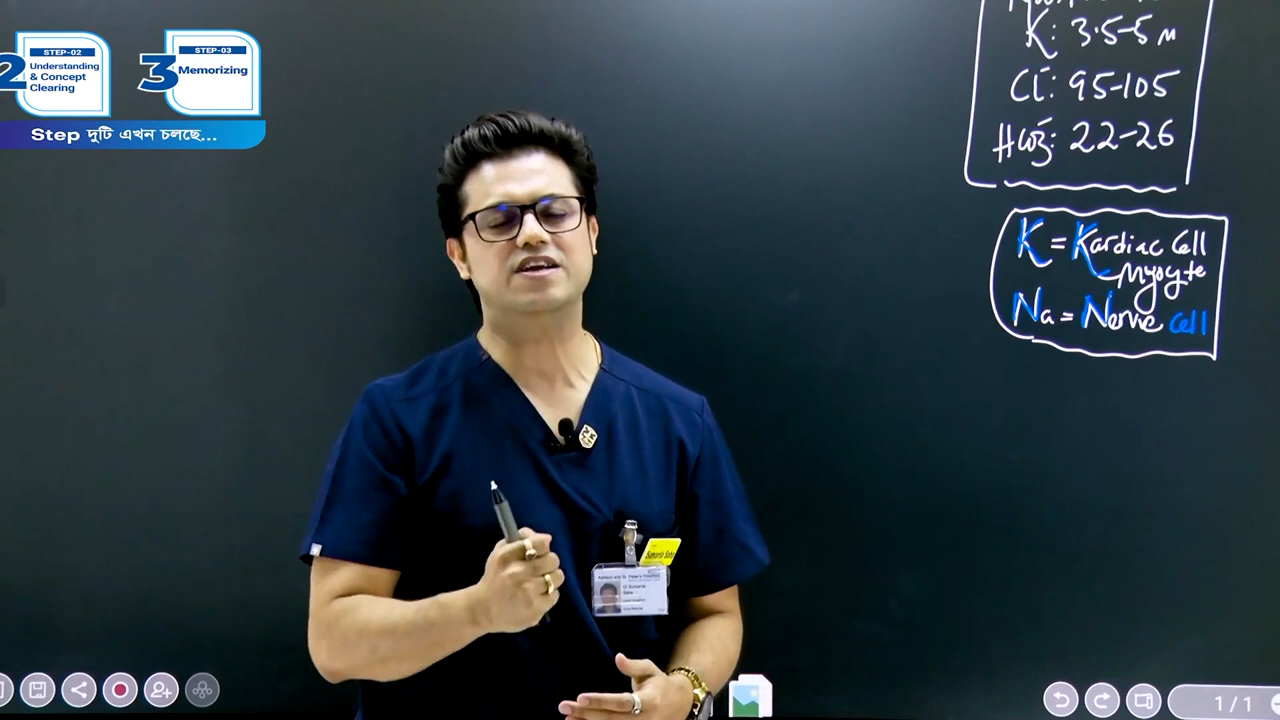 2
STEP-02
Understanding
& Concept
Clearing
3
STEP-03
Memorizing
Step দুটি এখন চলছে...
K: 3.5-5 M
Cl: 95-105
HCO3: 22-26
K = Kardiac Cell
Myocyte
Na = Nerve Cell
1/1